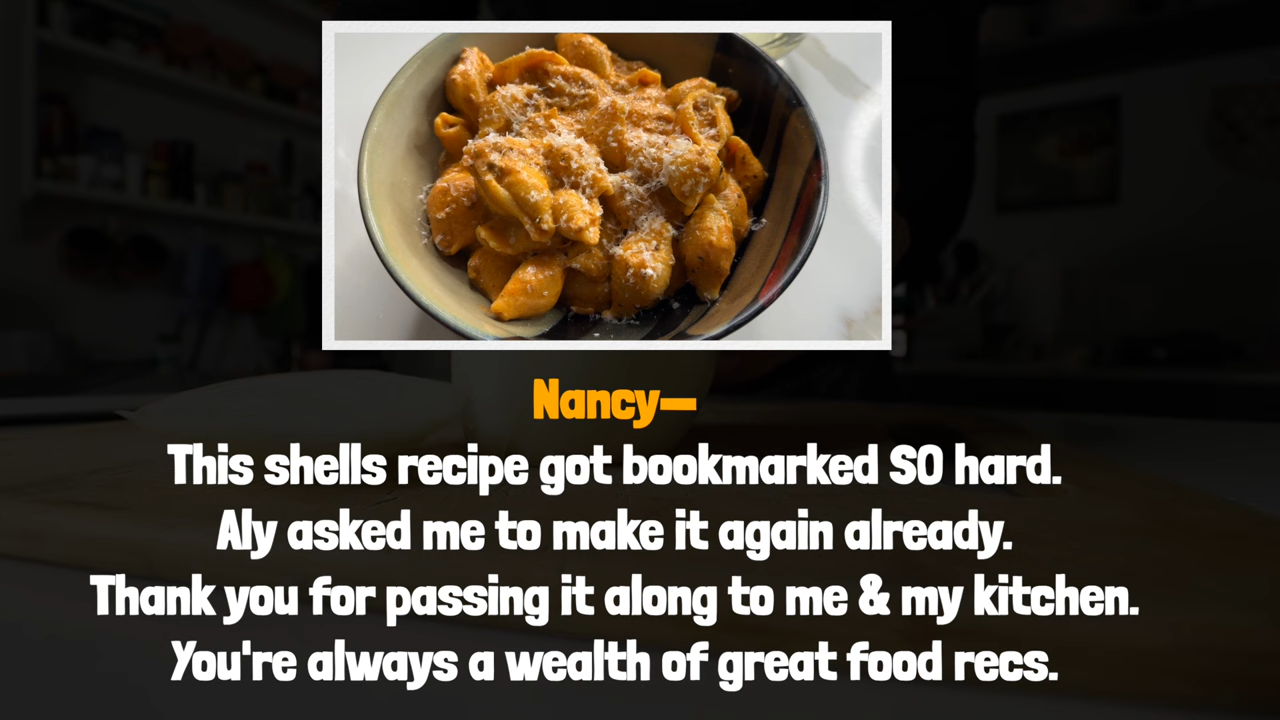 Nancy—
This shells recipe got bookmarked SO hard.
Aly asked me to make it again already.
Thank you for passing it along to me & my kitchen.
You're always a wealth of great food recs.